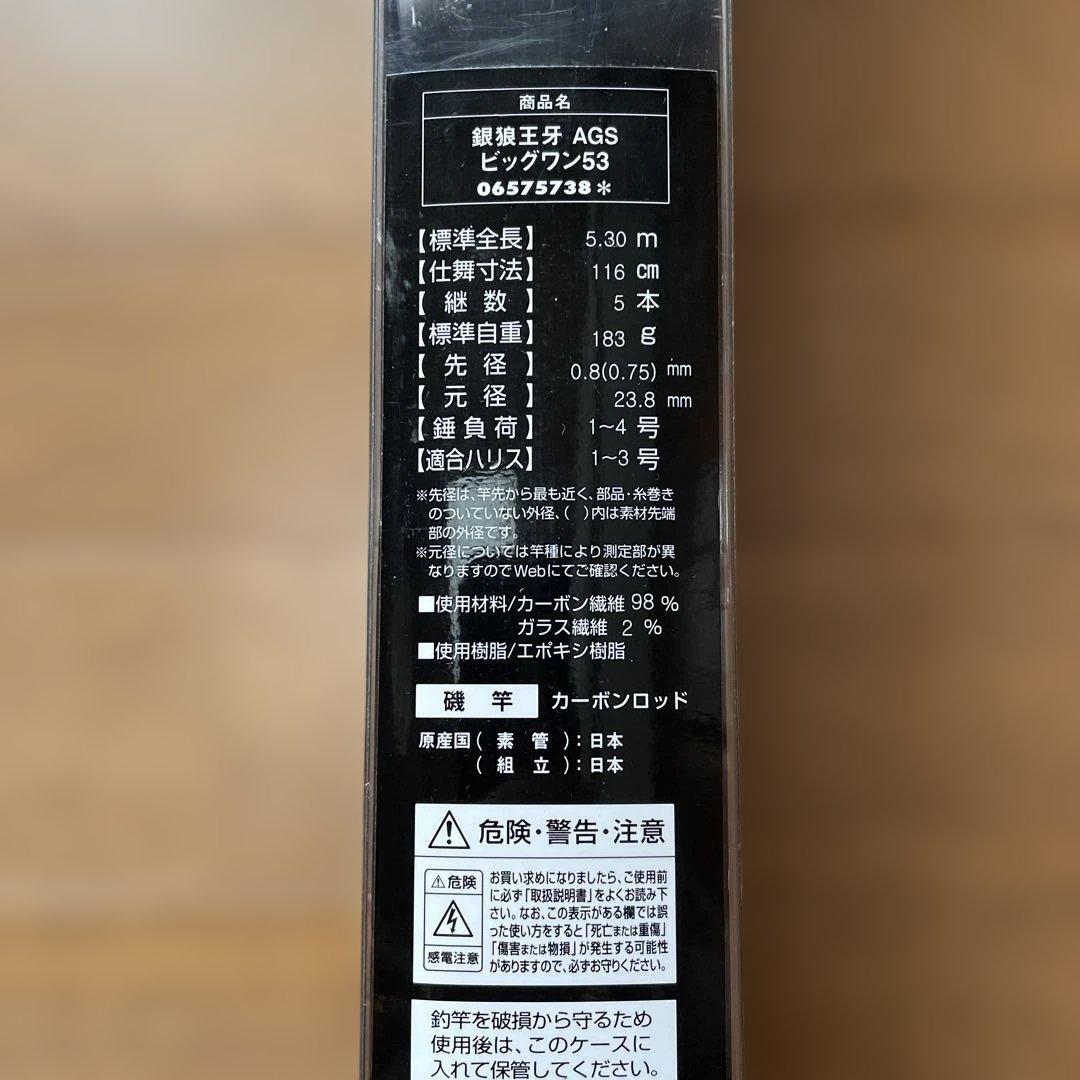 商品名
銀狼王牙 AGS
ビッグワン53
06575738＊
【標準全長】 5.30 m
【仕舞寸法】 116 cm
【継数】 5 本
【標準自重】 183 g
【先径】 0.8(0.75) mm
【元径】 23.8 mm
【錘負荷】 1〜4 号
【適合ハリス】 1〜3 号
※先径は、竿先から最も近く、部品・糸巻き
のついていない外径、( )内は素材先端
部の外径です。
※元径については竿種により測定部が異
なりますのでWebにてご確認ください。
■使用材料/カーボン繊維 98 %
ガラス繊維 2 %
■使用樹脂/エポキシ樹脂
磯竿 カーボンロッド
原産国(素管):日本
(組立):日本
⚠危険・警告・注意
⚠危険
感電注意
お買い求めになりましたら、ご使用前
に必ず「取扱説明書」をよくお読み下
さい。なお、この表示がある欄では誤
った使い方をすると「死亡または重傷」
「傷害または物損」が発生する可能性
がありますので、必ずお守りください。
釣竿を破損から守るため
使用後は、このケースに
入れて保管してください。